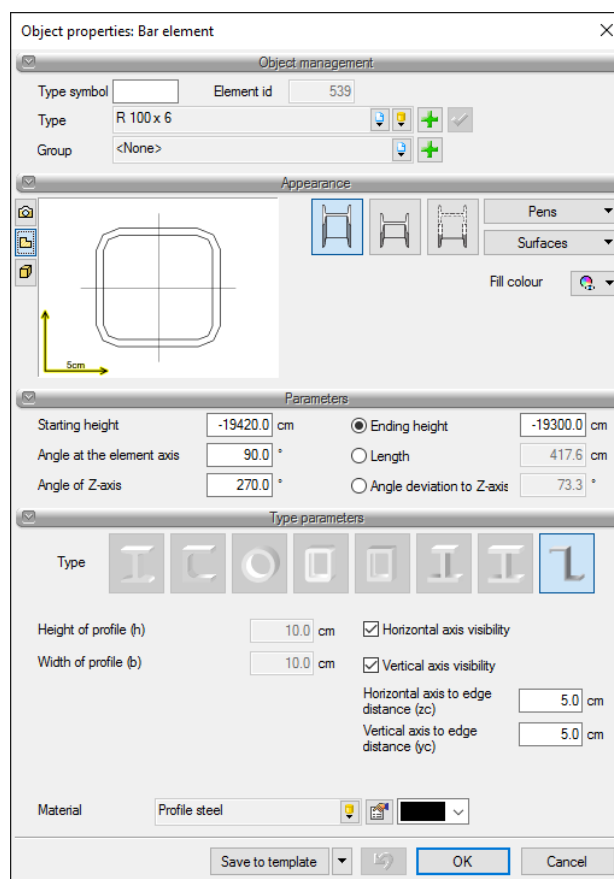 Object properties: Bar element
Object management
Type symbol Element id 539
Type R 100 x 6
Group <None>
Appearance
Pens
Surfaces
Fill colour
5cm
Parameters
Starting height -19420.0 cm Ending height -19300.0 cm
Angle at the element axis 90.0 ° Length 417.6 cm
Angle of Z-axis 270.0 ° Angle deviation to Z-axis 73.3 °
Type parameters
Type
Height of profile (h) 10.0 cm Horizontal axis visibility
Width of profile (b) 10.0 cm Vertical axis visibility
Horizontal axis to edge
distance (zc) 5.0 cm
Vertical axis to edge
distance (yc) 5.0 cm
Material Profile steel
Save to template OK Cancel